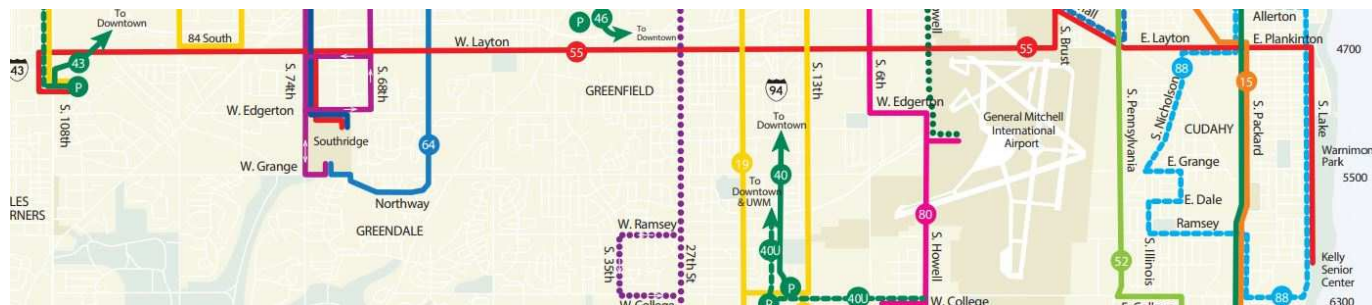 To
Downtown
84 South
P
46
To
Downtown
owell
S. Brust
Allerton
43
43
P
W. Layton
55
55
E. Layton
E. Plankinton
4700
S. 108th
S. 74th
S. 68th
GREENFIELD
94
S. 13th
S. 6th
88
S. Nicholson
15
S. Packard
S. Lake
W. Edgerton
W. Edgerton
To
Downtown
General Mitchell
International
Airport
S. Pennsylvania
CUDAHY
Southridge
64
19
40
Warnimon
Park
W. Grange
E. Grange
5500
To
Downtown
& UWM
Northway
LES
RNERS
E. Dale
80
GREENDALE
W. Ramsey
Ramsey
S. 35th
27th St
40U
S. Howell
52
S. Illinois
Kelly
Senior
Center
P
P
40U
W. College
W. College
88
6300